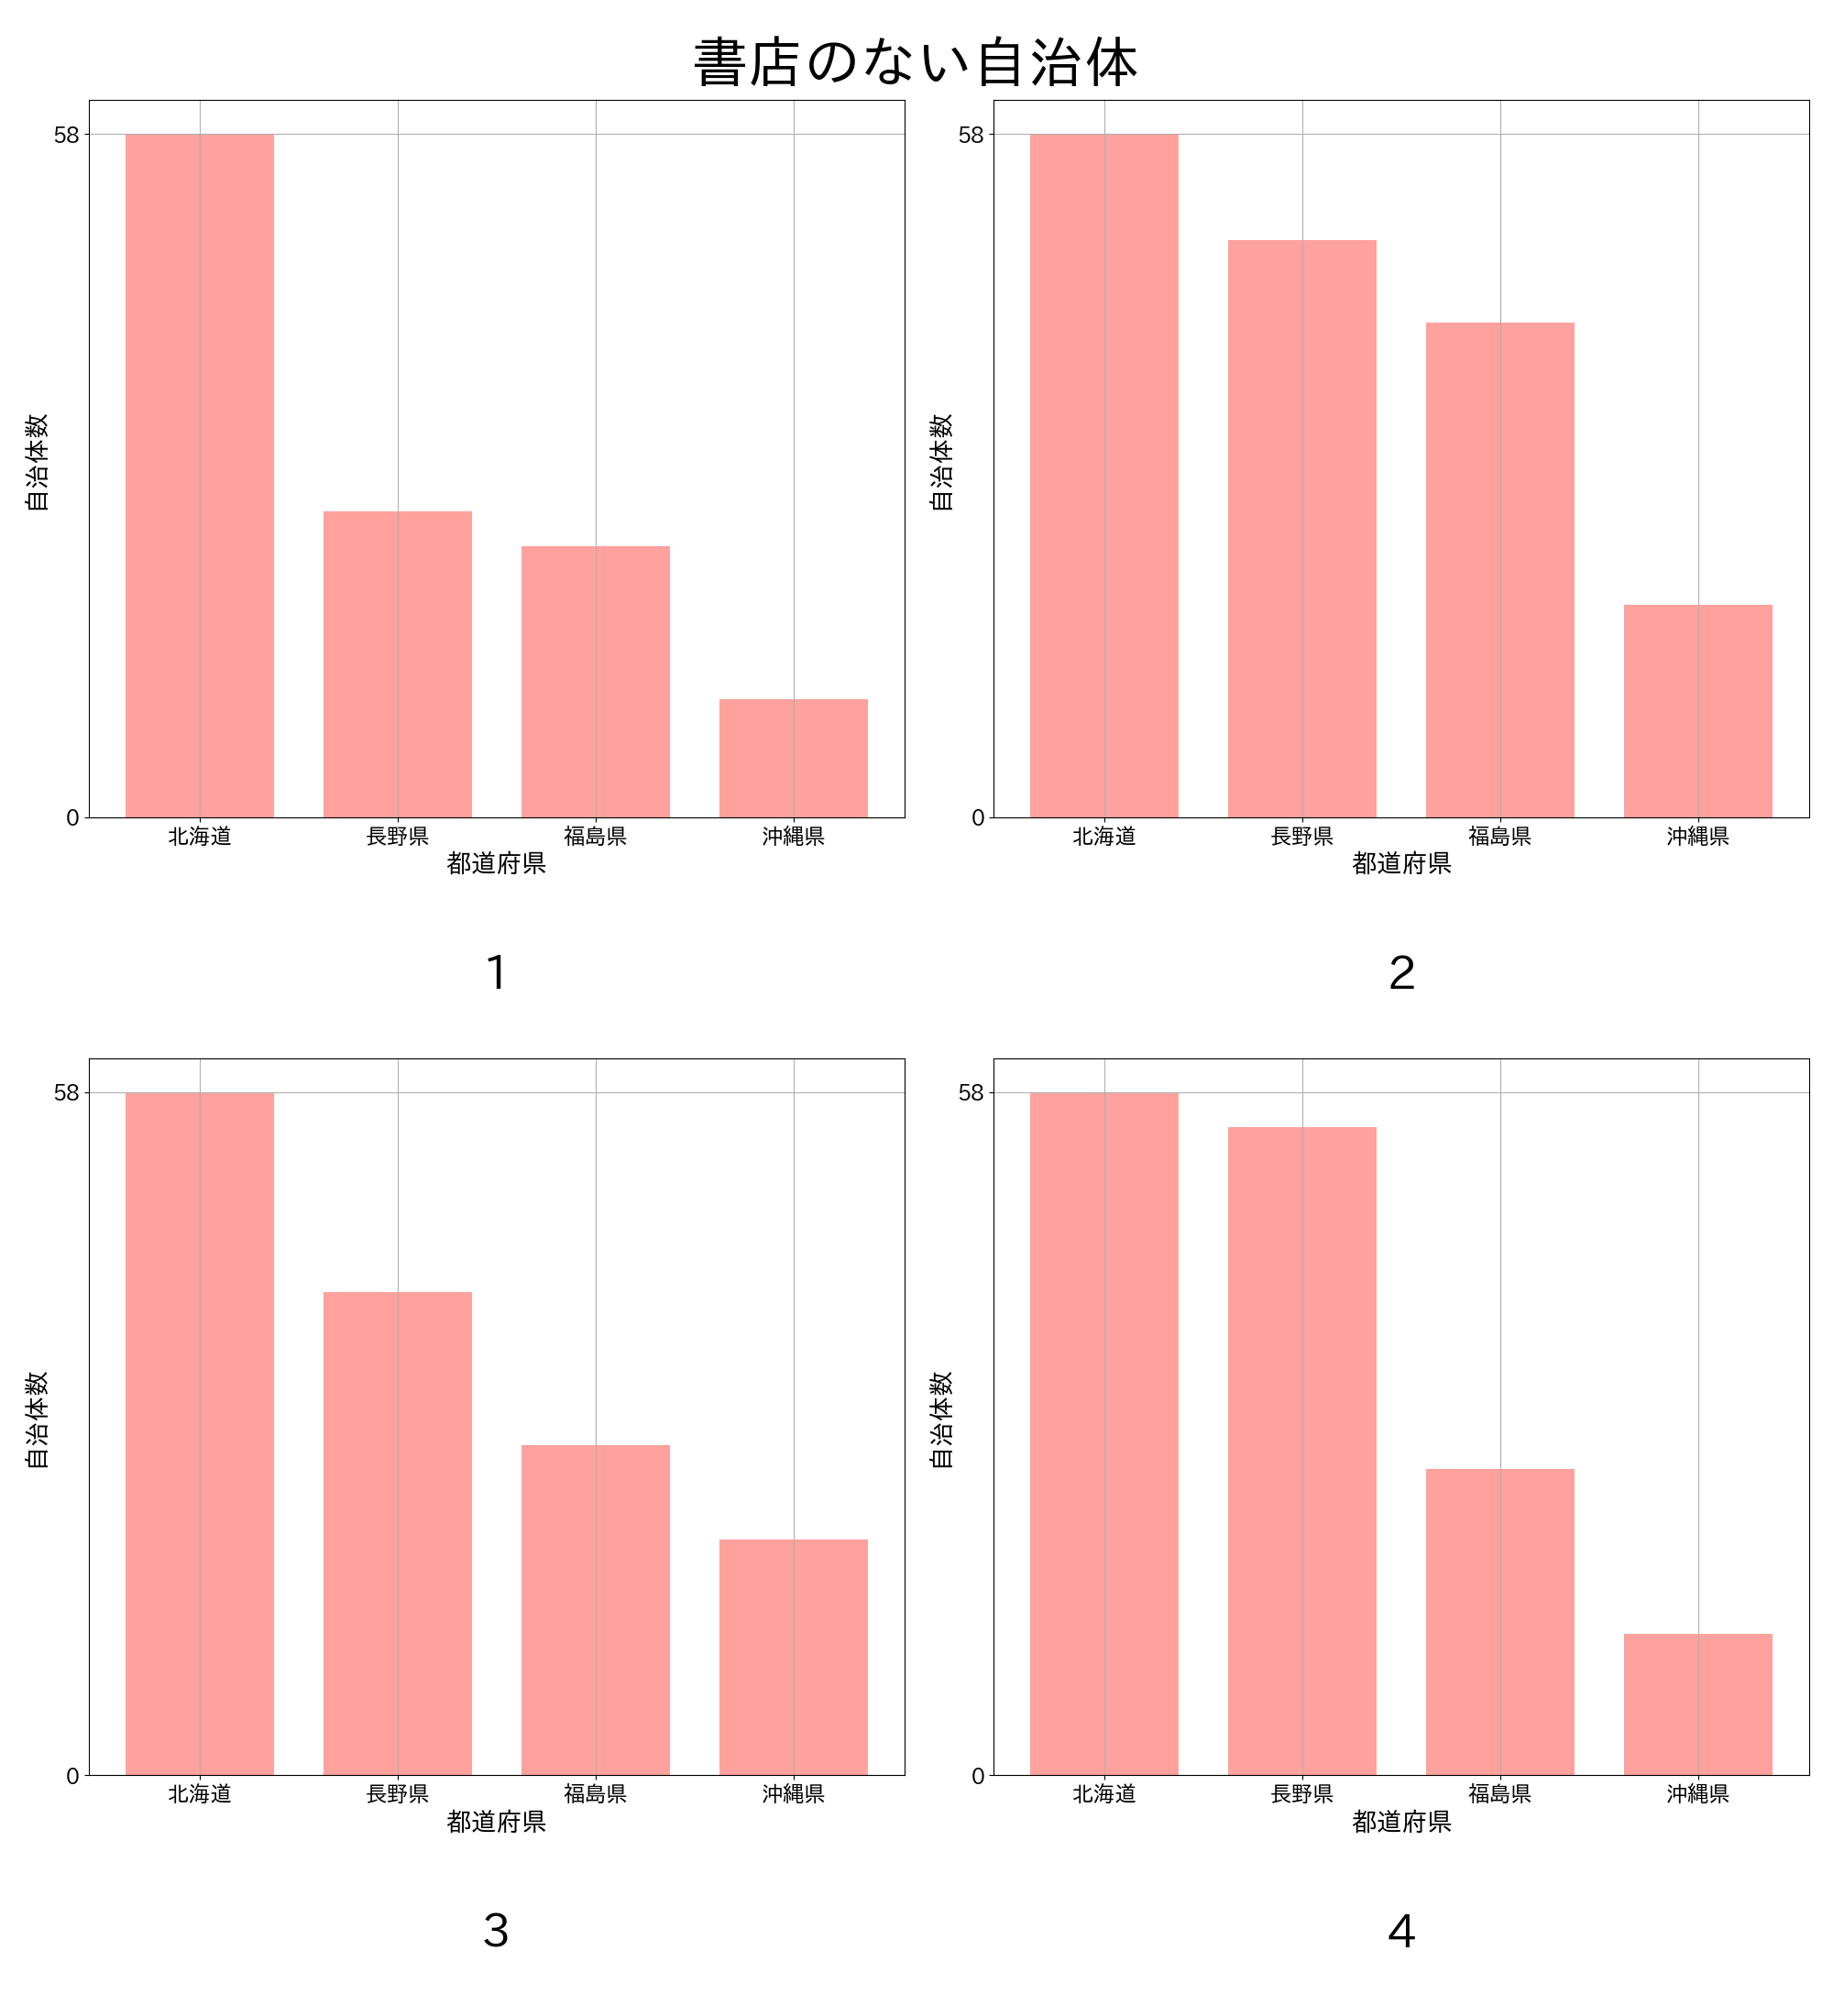 書店のない自治体
58
0
自治体数
北海道 長野県 福島県 沖縄県
都道府県
1
58
0
自治体数
北海道 長野県 福島県 沖縄県
都道府県
2
58
0
自治体数
北海道 長野県 福島県 沖縄県
都道府県
3
58
0
自治体数
北海道 長野県 福島県 沖縄県
都道府県
4